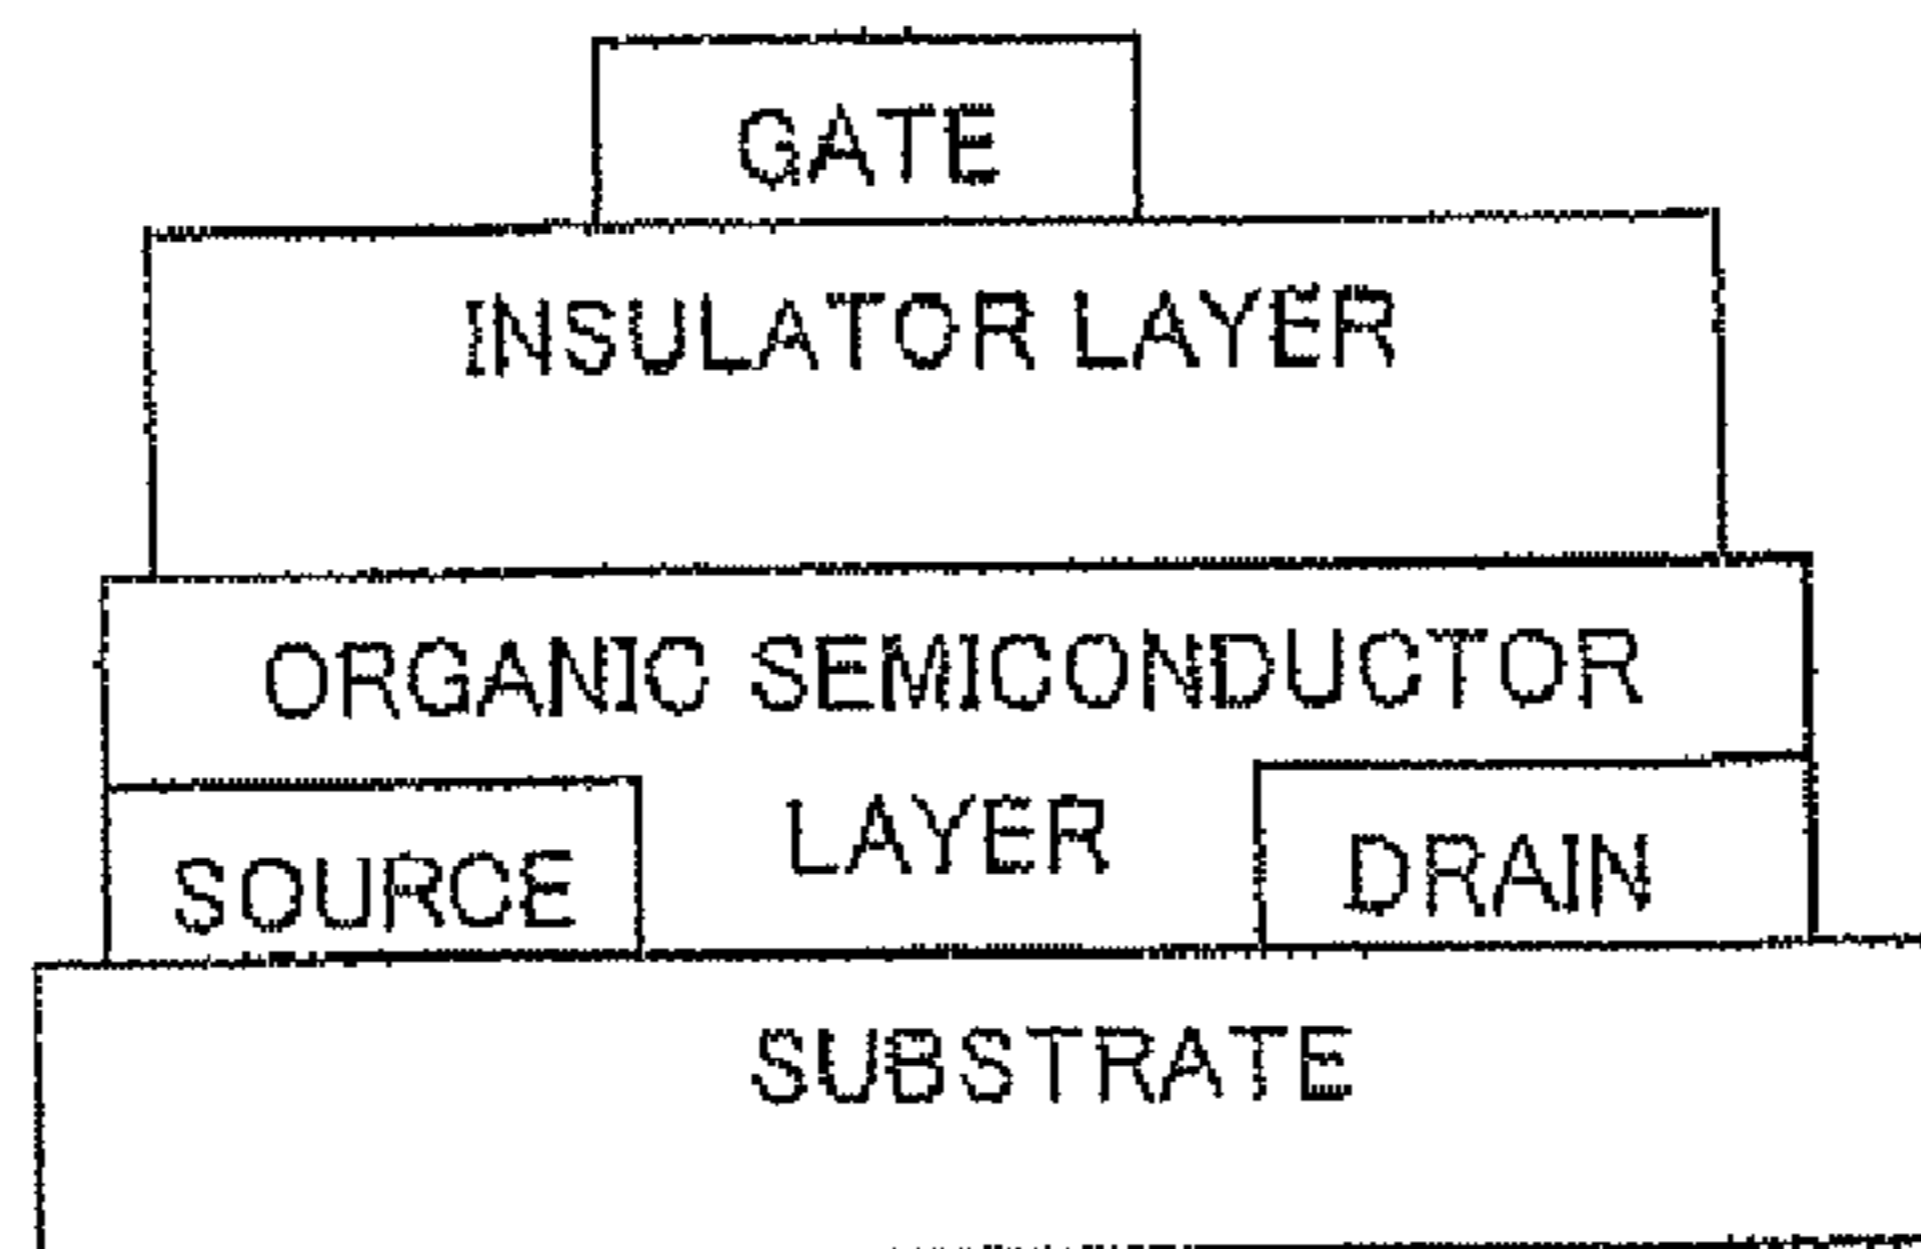 GATE
INSULATOR LAYER
ORGANIC SEMICONDUCTOR
LAYER
SOURCE
DRAIN
SUBSTRATE